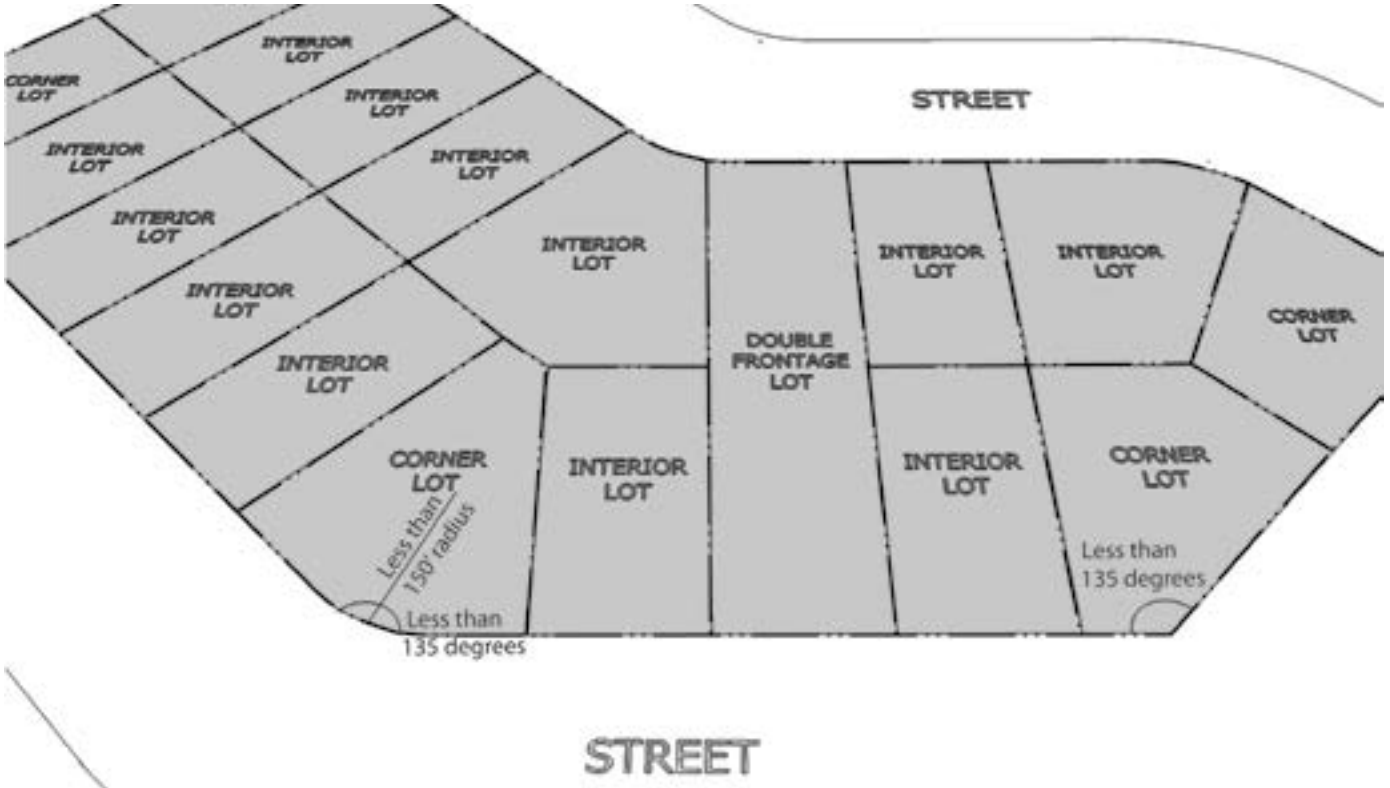 INTERIOR
LOT
CORNER
LOT
INTERIOR
LOT
STREET
INTERIOR
LOT
INTERIOR
LOT
INTERIOR
LOT
INTERIOR
LOT
INTERIOR
LOT
INTERIOR
LOT
INTERIOR
LOT
CORNER
LOT
DOUBLE
FRONTAGE
LOT
INTERIOR
LOT
CORNER
LOT
INTERIOR
LOT
INTERIOR
LOT
CORNER
LOT
Less than
150' radius
Less than
135 degrees
Less than
135 degrees
STREET